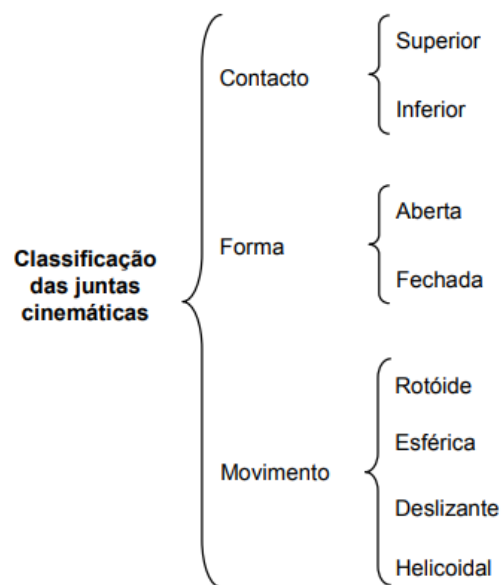 Classificação
das juntas
cinemáticas
Contacto
Superior
Inferior
Forma
Aberta
Fechada
Movimento
Rotóide
Esférica
Deslizante
Helicoidal